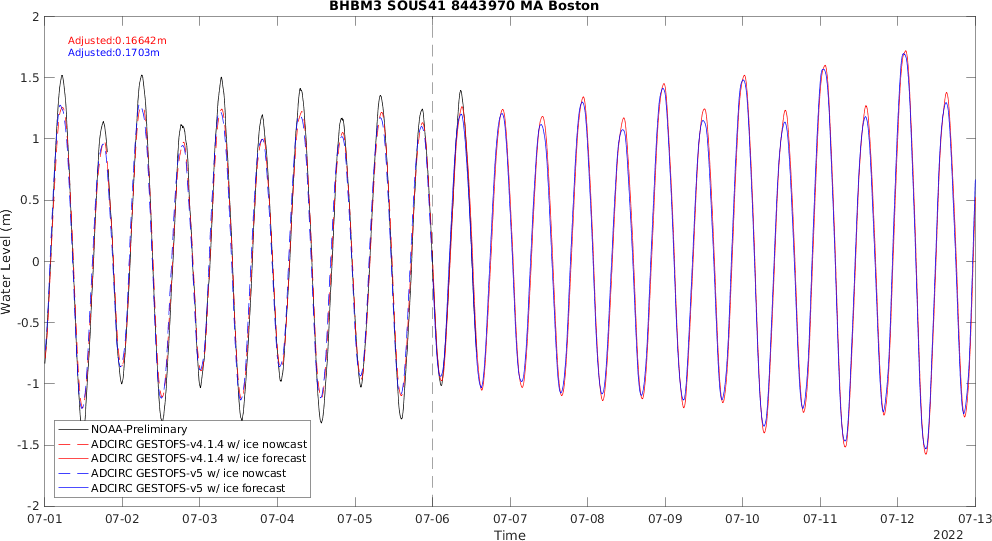 BHBM3 SOUS41 8443970 MA Boston
Adjusted:0.16642m
Adjusted:0.1703m
2
1.5
1
0.5
0
-0.5
-1
-1.5
-2
Water Level (m)
NOAA-Preliminary
ADCIRC GESTOFS-v4.1.4 w/ ice nowcast
ADCIRC GESTOFS-v4.1.4 w/ ice forecast
ADCIRC GESTOFS-v5 w/ ice nowcast
ADCIRC GESTOFS-v5 w/ ice forecast
07-01 07-02 07-03 07-04 07-05 07-06 07-07 07-08 07-09 07-10 07-11 07-12 07-13
Time
2022